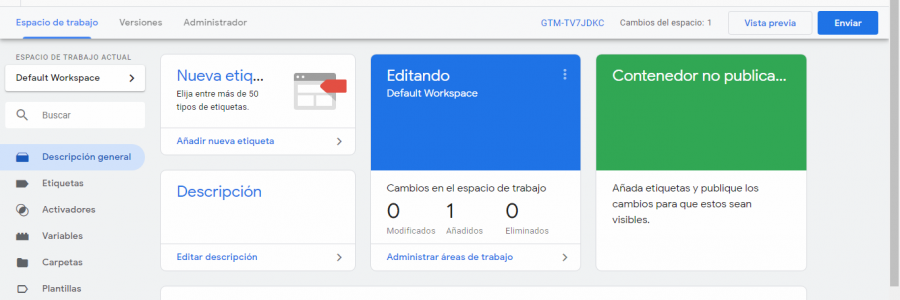 Espacio de trabajo
Versiones
Administrador
GTM-TV7JDKC
Cambios del espacio: 1
Vista previa
Enviar
ESPACIO DE TRABAJO ACTUAL
Default Workspace
Buscar
Descripción general
Etiquetas
Activadores
Variables
Carpetas
Plantillas
Nueva etiq...
Elija entre más de 50
tipos de etiquetas.
Añadir nueva etiqueta
Descripción
Editar descripción
Editando
Default Workspace
Cambios en el espacio de trabajo
0 1 0
Modificados Añadidos Eliminados
Administrar áreas de trabajo
Contenedor no publica...
Añada etiquetas y publique los
cambios para que estos sean
visibles.